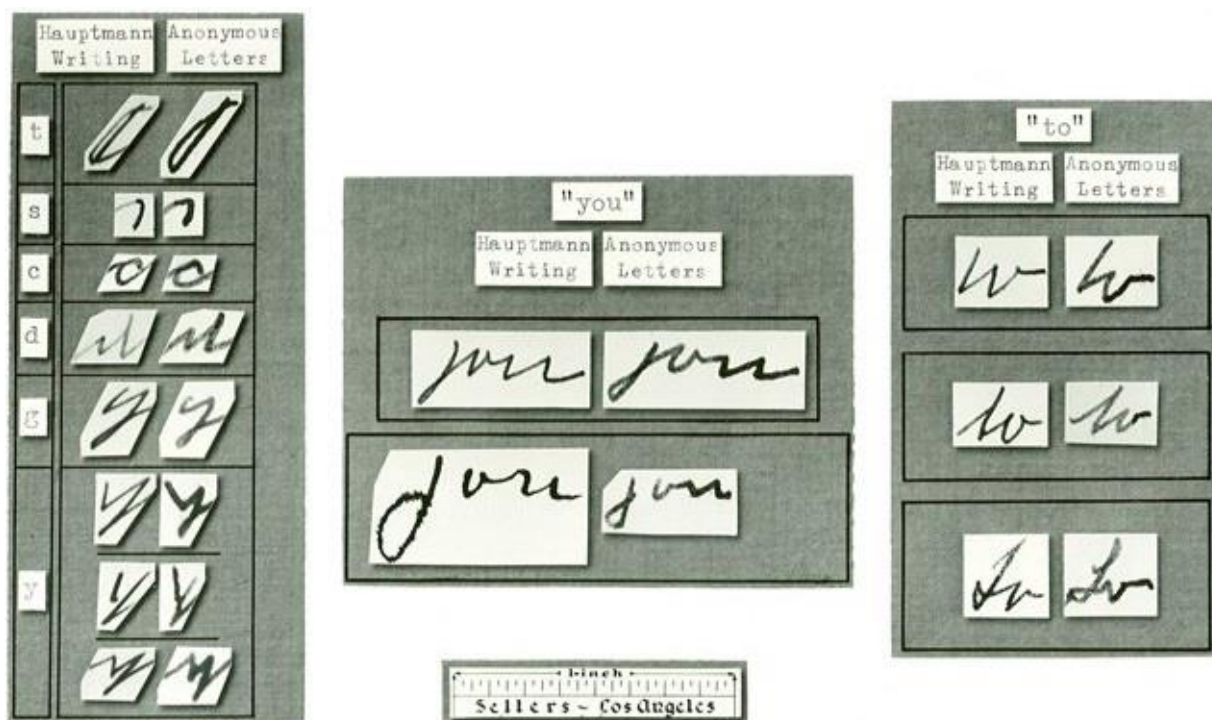 Hauptmann Writing
Anonymous Letters
t
s
c
d
g
y
"you"
Hauptmann Writing
Anonymous Letters
you you
you you
"to"
Hauptmann Writing
Anonymous Letters
to to
to to
to to
1-inch
Sellers - Los Angeles